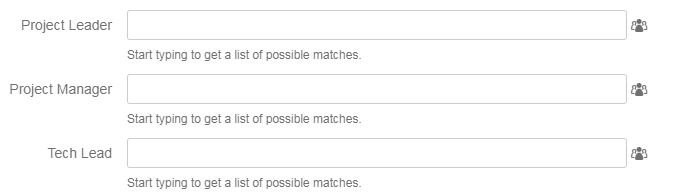 Project Leader
Start typing to get a list of possible matches.
Project Manager
Start typing to get a list of possible matches.
Tech Lead
Start typing to get a list of possible matches.